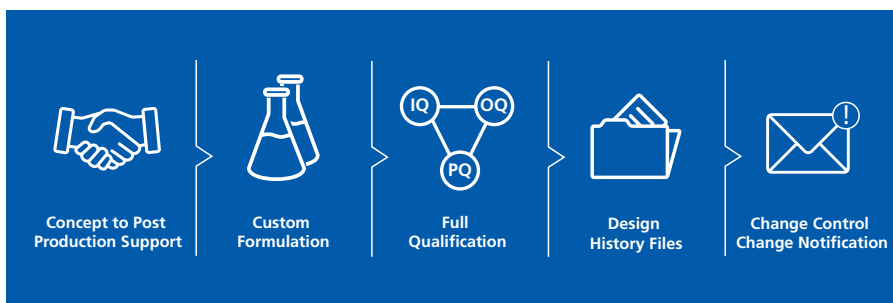 IQ
OQ
PQ
!
Concept to Post
Production Support
Custom
Formulation
Full
Qualification
Design
History Files
Change Control
Change Notification